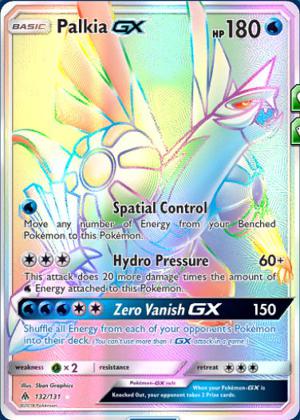 BASIC Palkia GX HP 180
Spatial Control
Move any number of Energy from your Benched
Pokémon to this Pokémon.
Hydro Pressure 60+
This attack does 20 more damage times the amount of
Energy attached to this Pokémon.
Zero Vanish GX 150
Shuffle all Energy from each of your opponent's Pokémon
into their deck. (You can't use more than 1 GX attack in a game.)
weakness ×2 resistance retreat
Illus. 5ban Graphics
Pokémon-GX rule
When your Pokémon-GX is Knocked
Out, your opponent takes 2 Prize cards.
132/131